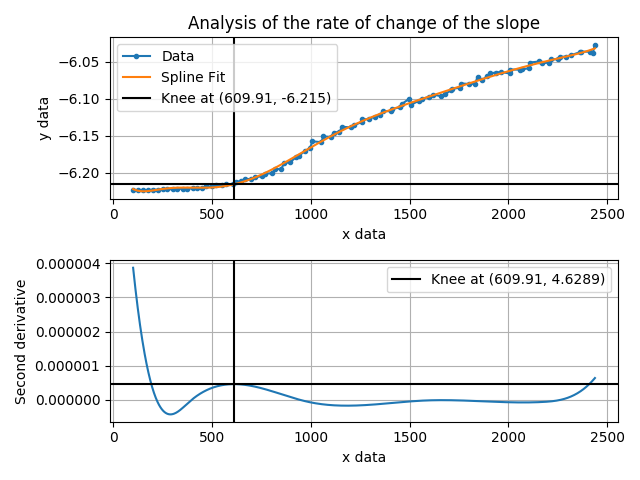 Analysis of the rate of change of the slope
y data
−6.05
−6.10
−6.15
−6.20
Data
Spline Fit
Knee at (609.91, -6.215)
0 500 1000 1500 2000 2500
x data
Second derivative
0.000004
0.000003
0.000002
0.000001
0.000000
Knee at (609.91, 4.6289)
0 500 1000 1500 2000 2500
x data